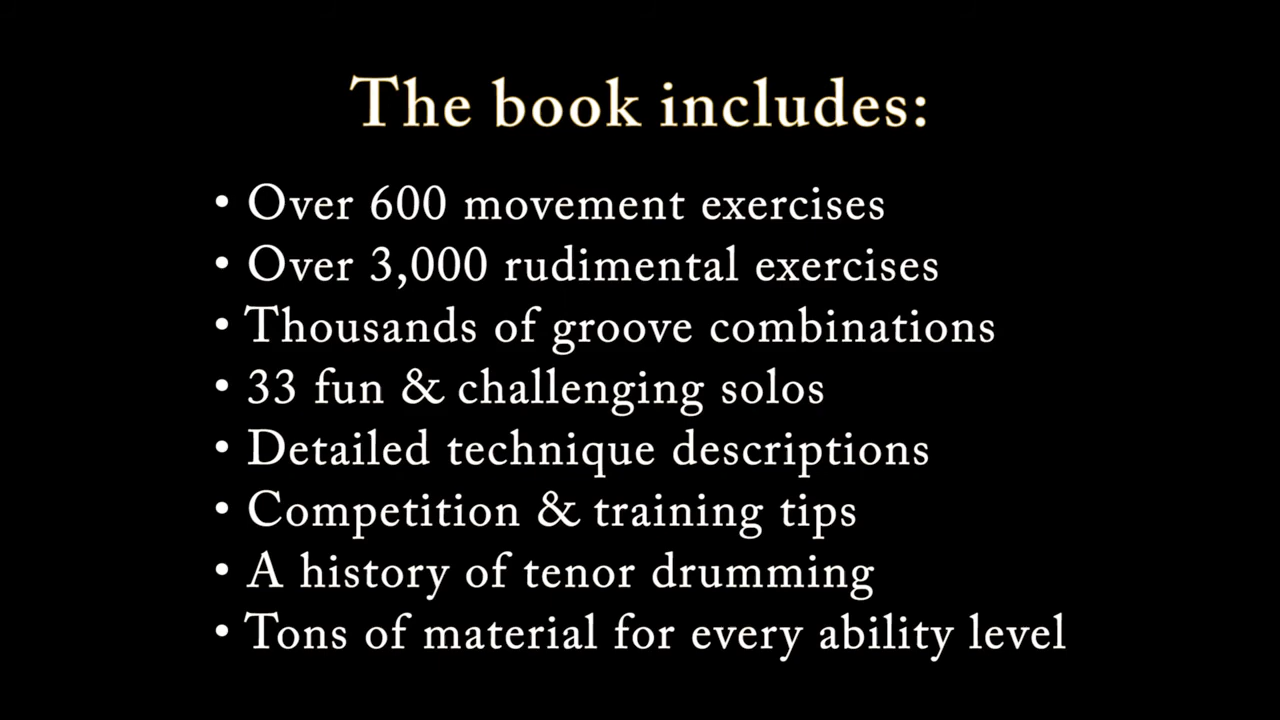 The book includes:
• Over 600 movement exercises
• Over 3,000 rudimental exercises
• Thousands of groove combinations
• 33 fun & challenging solos
• Detailed technique descriptions
• Competition & training tips
• A history of tenor drumming
• Tons of material for every ability level